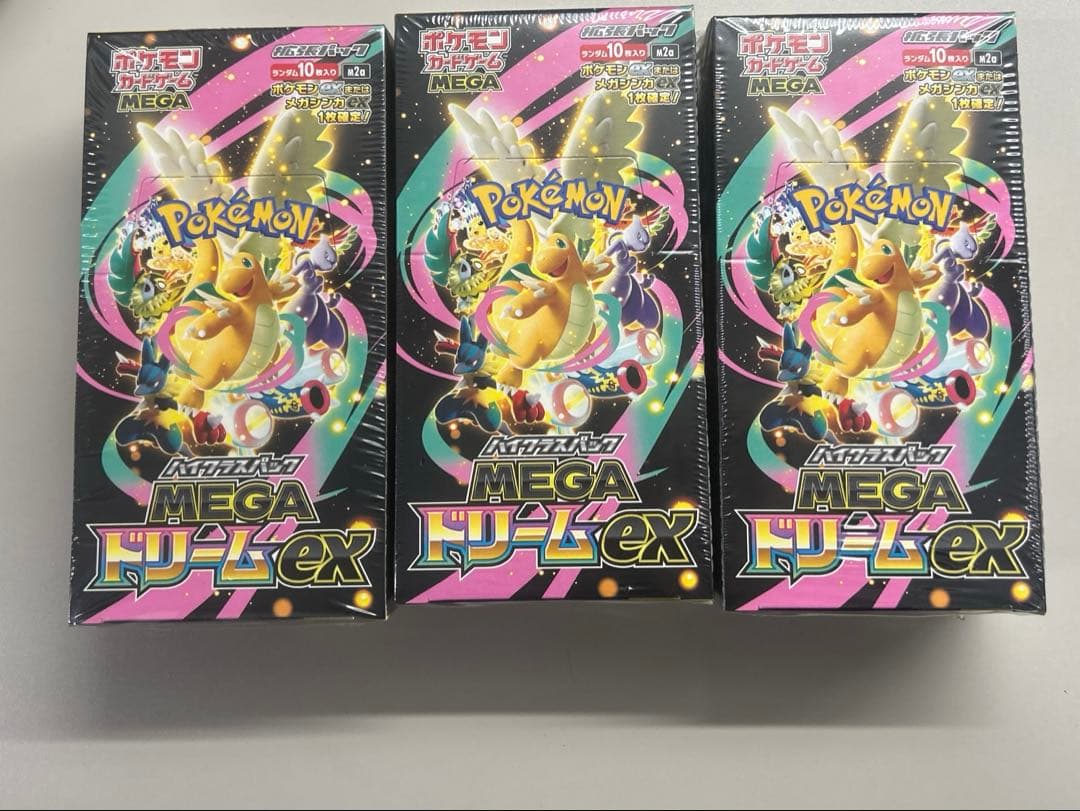 拡張パック
ポケモン
カードゲーム
MEGA
ランダム10枚入り
m2a
ポケモンexまたは
メガシンカex
1枚確定!
POKéMON
ハイクラスパック
MEGA
ドリームex
拡張パック
ポケモン
カードゲーム
MEGA
ランダム10枚入り
m2a
ポケモンexまたは
メガシンカex
1枚確定!
POKéMON
ハイクラスパック
MEGA
ドリームex
拡張パック
ポケモン
カードゲーム
MEGA
ランダム10枚入り
m2a
ポケモンexまたは
メガシンカex
1枚確定!
POKéMON
ハイクラスパック
MEGA
ドリームex